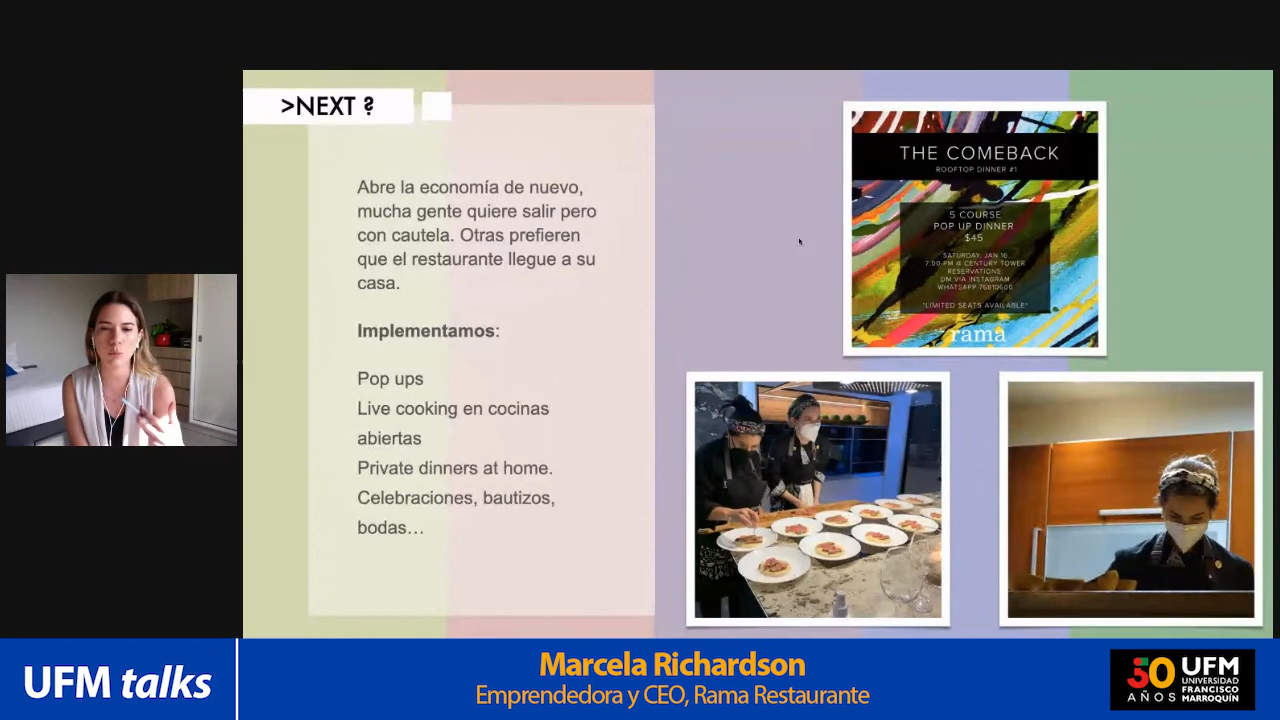 >NEXT ?
Abre la economía de nuevo,
mucha gente quiere salir pero
con cautela. Otras prefieren
que el restaurante llegue a su
casa.
Implementamos:
Pop ups
Live cooking en cocinas
abiertas
Private dinners at home.
Celebraciones, bautizos,
bodas…
THE COMEBACK
ROOFTOP DINNER #1
5 COURSE
POP UP DINNER
$45
SATURDAY, JAN 16,
7:00 PM @ CENTURY TOWER
RESERVATIONS:
DM VIA INSTAGRAM
WHATSAPP 76810600
*LIMITED SEATS AVAILABLE*
rama
UFM talks
Marcela Richardson
Emprendedora y CEO, Rama Restaurante
50
AÑOS
UFM
UNIVERSIDAD
FRANCISCO
MARROQUÍN